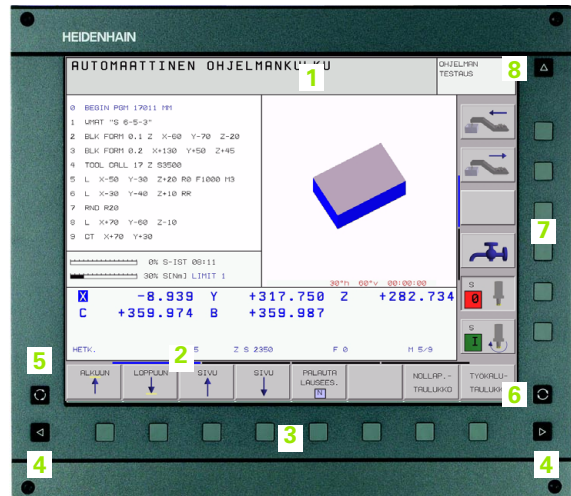 HEIDENHAIN
AUTOMAATTINEN OHJELMANKULKU
1
OHJELMAN
TESTAUS
8
0 BEGIN PGM 17011 MM
1 WMAT "S 6-5-3"
2 BLK FORM 0.1 Z X-60 Y-70 Z-20
3 BLK FORM 0.2 X+130 Y+50 Z+45
4 TOOL CALL 17 Z S3500
5 L X-50 Y-30 Z+20 R0 F1000 M3
6 L X-30 Y-40 Z+10 RR
7 RND R20
8 L X+70 Y-60 Z-10
9 CT X+70 Y+30
7
0% S-IST 08:11
30% S[Nm] LIMIT 1
30°h 60°v 00:00:00
X -8.939 Y +317.750 Z +282.734
C +359.974 B +359.987
S
0
S
I
HETK. 5 Z S 2350 F 0 M 5/9
2
5
ALKUUN
LOPPUUN
SIVU
SIVU
PALAUTA
LAUSEES.
N
NOLLAP.-
TAULUKKO
TYÖKALU-
TAULUKKO
6
3
4
4